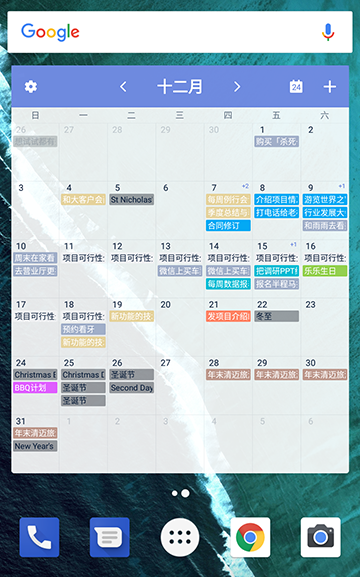 Google
十二月
24
日 一 二 三 四 五 六
26 27 28 29 30 1 2
想试试都有
购买「杀死
3 4 5 6 7 8 9
+2 +1
和大客户会 St Nicholas' 每周例行会 介绍项目情 游览世界之
季度总结与 打电话给老 行业发展大
合同修订 和雨雨去看
10 11 12 13 14 15 16
+1
周末在家看 项目可行性 项目可行性 项目可行性 项目可行性 项目可行性 项目可行性
去营业厅更 微信上买车 微信上买车 把调研PPT 乐乐生日
每周数据报 报名半程马
17 18 19 20 21 22 23
项目可行性 项目可行性 新功能的技 发项目介绍 冬至
预约看牙
新功能的技
24 25 26 27 28 29 30
Christmas E Christmas D 圣诞节 年末清迈旅 年末清迈旅 年末清迈旅
BBQ计划 圣诞节 Second Day
圣诞节
31 1 2 3 4 5 6
年末清迈旅
New Year's